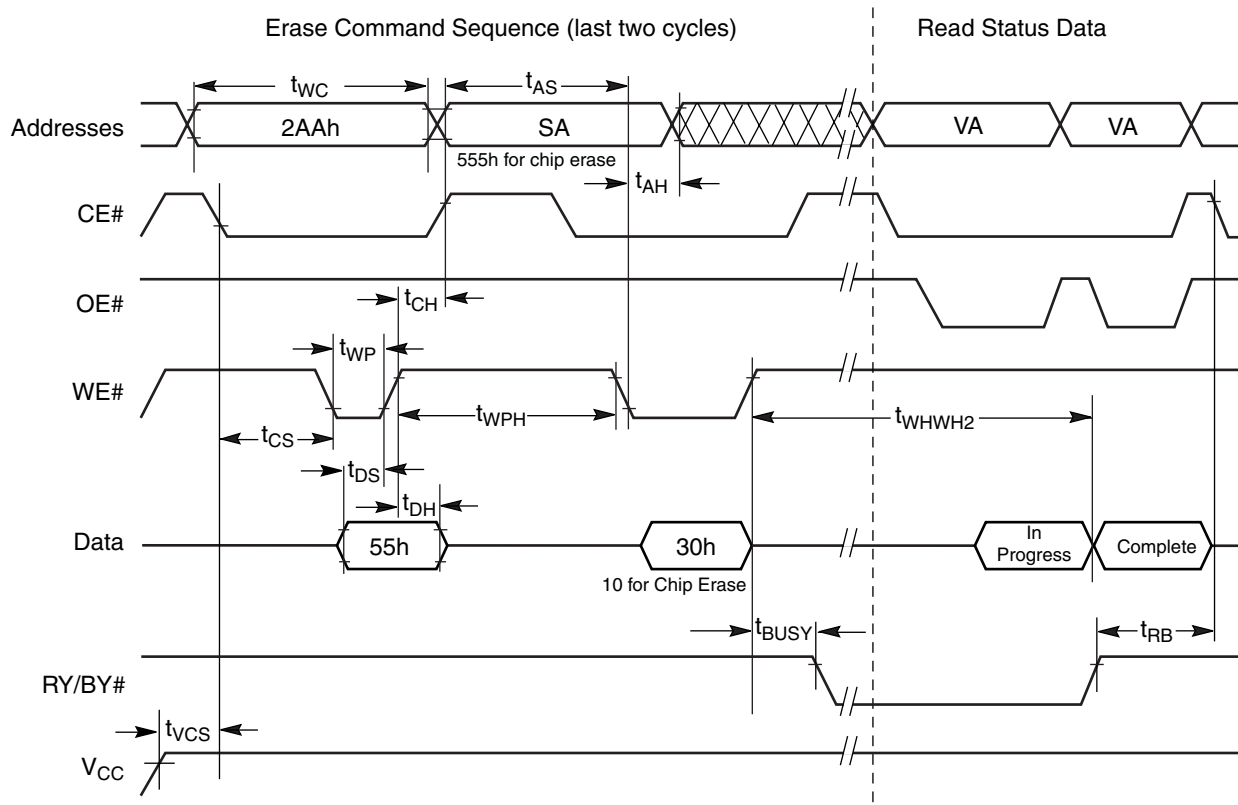 Erase Command Sequence (last two cycles)
Read Status Data
tWC
tAS
Addresses
2AAh
SA
VA
VA
555h for chip erase
tAH
CE#
OE#
tCH
tWP
WE#
tWPH
tWHWH2
tCS
tDS
tDH
Data
55h
30h
In
Progress
Complete
10 for Chip Erase
tBUSY
tRB
RY/BY#
tVCS
VCC